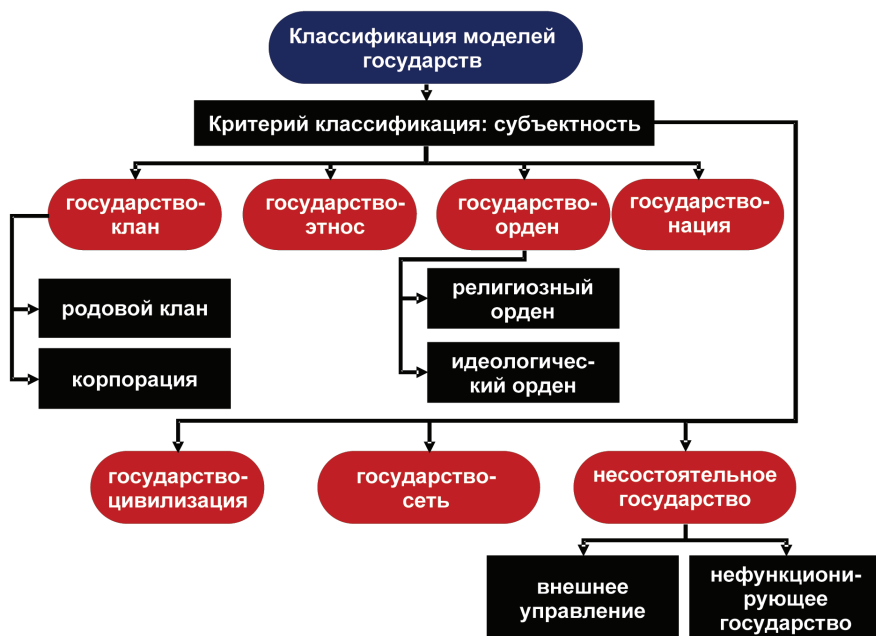 Классификация моделей
государств
Критерий классификация: субъектность
государство-
клан
государство-
этнос
государство-
орден
государство-
нация
родовой клан
корпорация
религиозный
орден
идеологичес-
кий орден
государство-
цивилизация
государство-
сеть
несостоятельное
государство
внешнее
управление
нефункциони-
рующее
государство